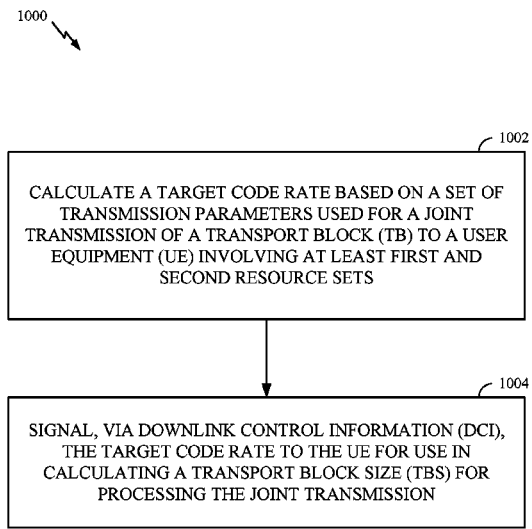 1000
1002
CALCULATE A TARGET CODE RATE BASED ON A SET OF
TRANSMISSION PARAMETERS USED FOR A JOINT
TRANSMISSION OF A TRANSPORT BLOCK (TB) TO A USER
EQUIPMENT (UE) INVOLVING AT LEAST FIRST AND
SECOND RESOURCE SETS
1004
SIGNAL, VIA DOWNLINK CONTROL INFORMATION (DCI),
THE TARGET CODE RATE TO THE UE FOR USE IN
CALCULATING A TRANSPORT BLOCK SIZE (TBS) FOR
PROCESSING THE JOINT TRANSMISSION